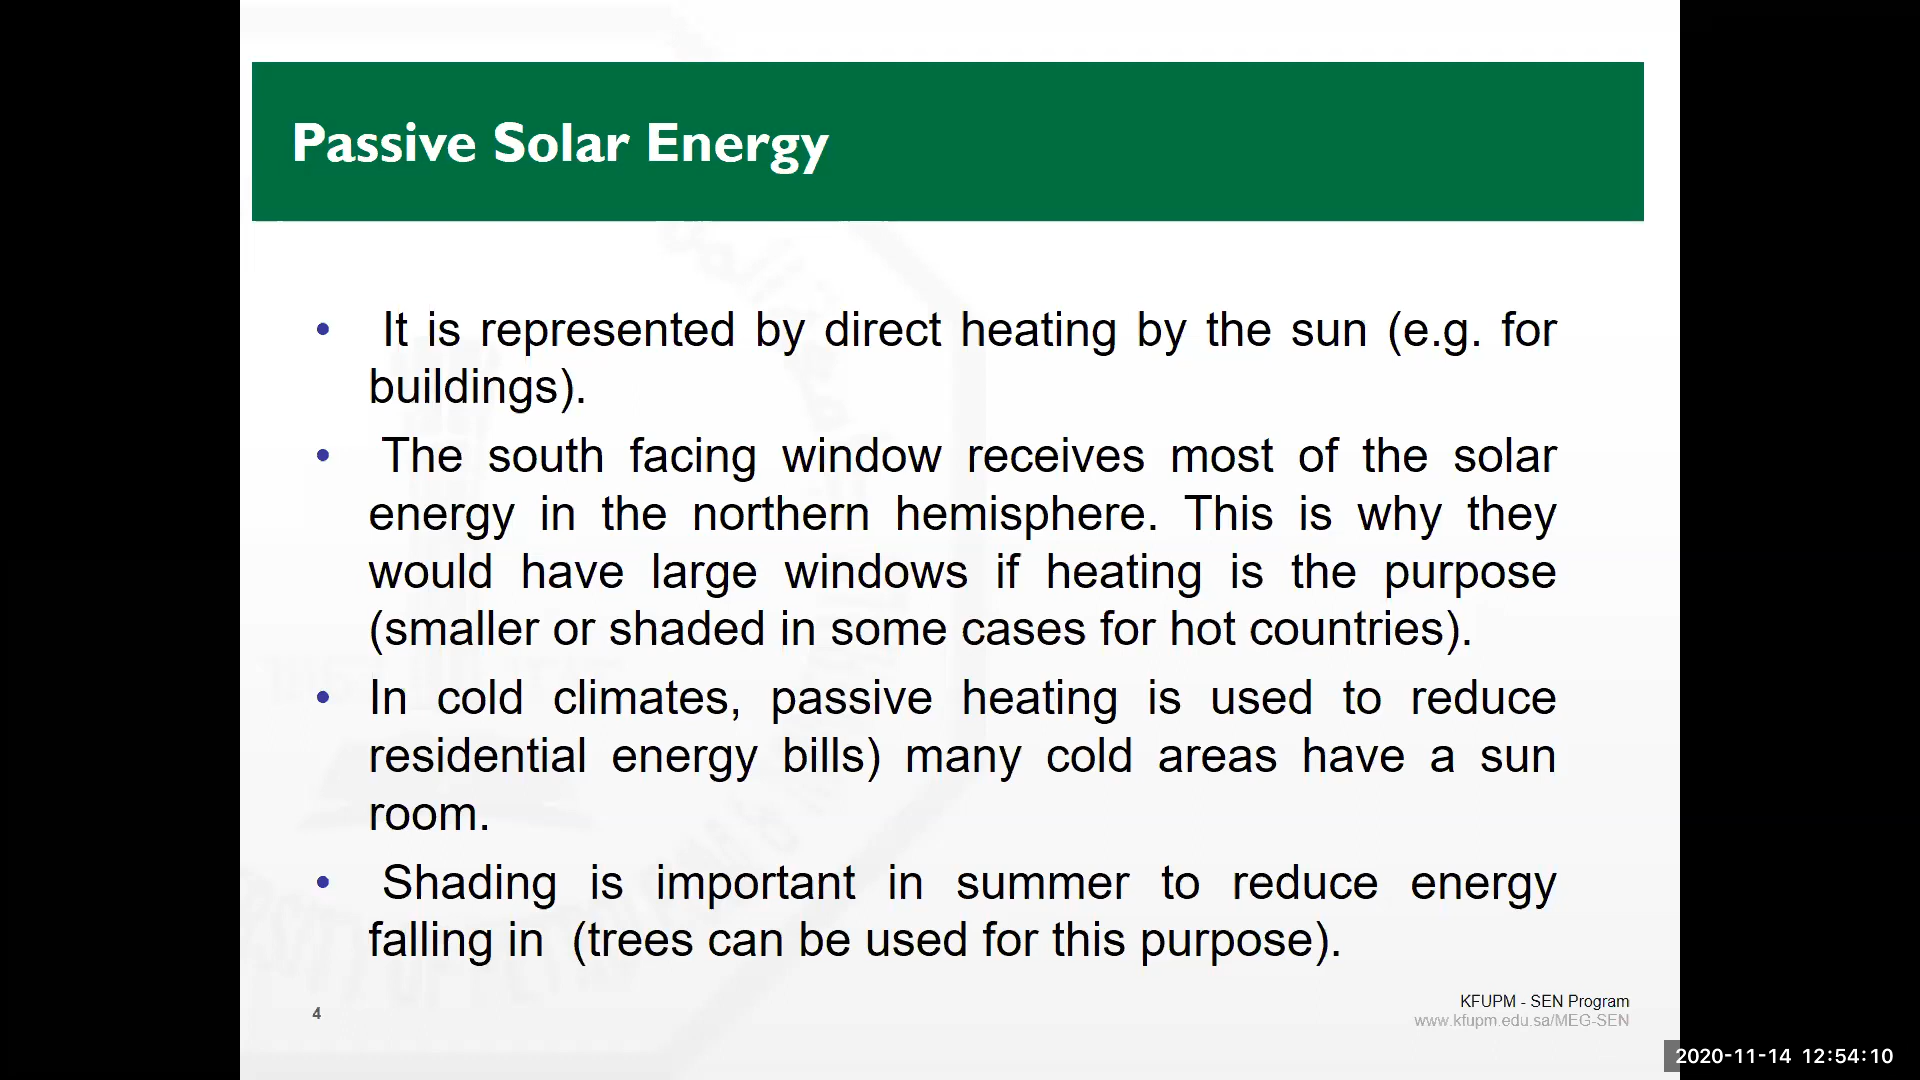 Passive Solar Energy
• It is represented by direct heating by the sun (e.g. for
buildings).
• The south facing window receives most of the solar
energy in the northern hemisphere. This is why they
would have large windows if heating is the purpose
(smaller or shaded in some cases for hot countries).
• In cold climates, passive heating is used to reduce
residential energy bills) many cold areas have a sun
room.
• Shading is important in summer to reduce energy
falling in (trees can be used for this purpose).
4
KFUPM - SEN Program
www.kfupm.edu.sa/MEG-SEN
2020-11-14 12:54:10